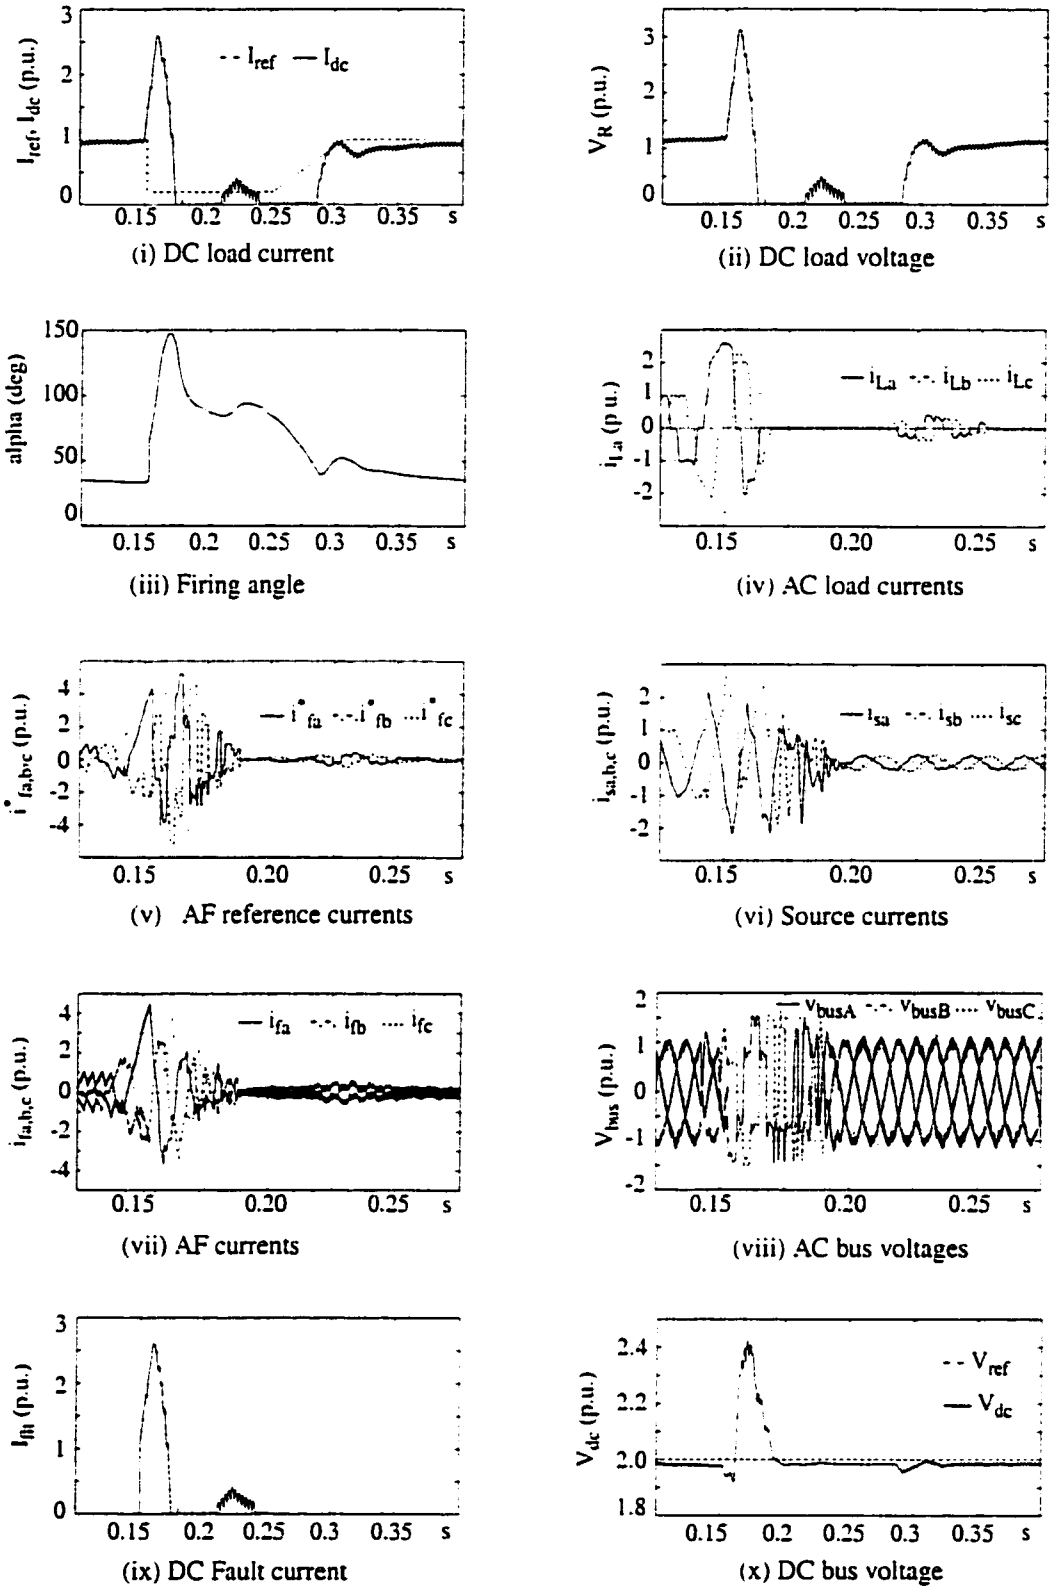 3
2
1
0
I_ref, I_dc (p.u.)
I_ref I_dc
0.15 0.2 0.25 0.3 0.35 s
(i) DC load current
3
2
1
0
V_R (p.u.)
0.15 0.2 0.25 0.3 0.35 s
(ii) DC load voltage
150
100
50
0
alpha (deg)
0.15 0.2 0.25 0.3 0.35 s
(iii) Firing angle
2
1
0
-1
-2
i_La (p.u.)
i_La i_Lb i_Lc
0.15 0.20 0.25 s
(iv) AC load currents
4
2
0
-2
-4
i*_fa,b,c (p.u.)
i*_fa i*_fb i*_fc
0.15 0.20 0.25 s
(v) AF reference currents
2
1
0
-1
-2
i_sa,b,c (p.u.)
i_sa i_sb i_sc
0.15 0.20 0.25 s
(vi) Source currents
4
2
0
-2
-4
i_fa,b,c (p.u.)
i_fa i_fb i_fc
0.15 0.20 0.25 s
(vii) AF currents
2
1
0
-1
-2
V_bus (p.u.)
v_busA v_busB v_busC
0.15 0.20 0.25 s
(viii) AC bus voltages
3
2
1
0
I_flt (p.u.)
0.15 0.2 0.25 0.3 0.35 s
(ix) DC Fault current
2.4
2.2
2.0
1.8
V_dc (p.u.)
V_ref
V_dc
0.15 0.2 0.25 0.3 0.35 s
(x) DC bus voltage